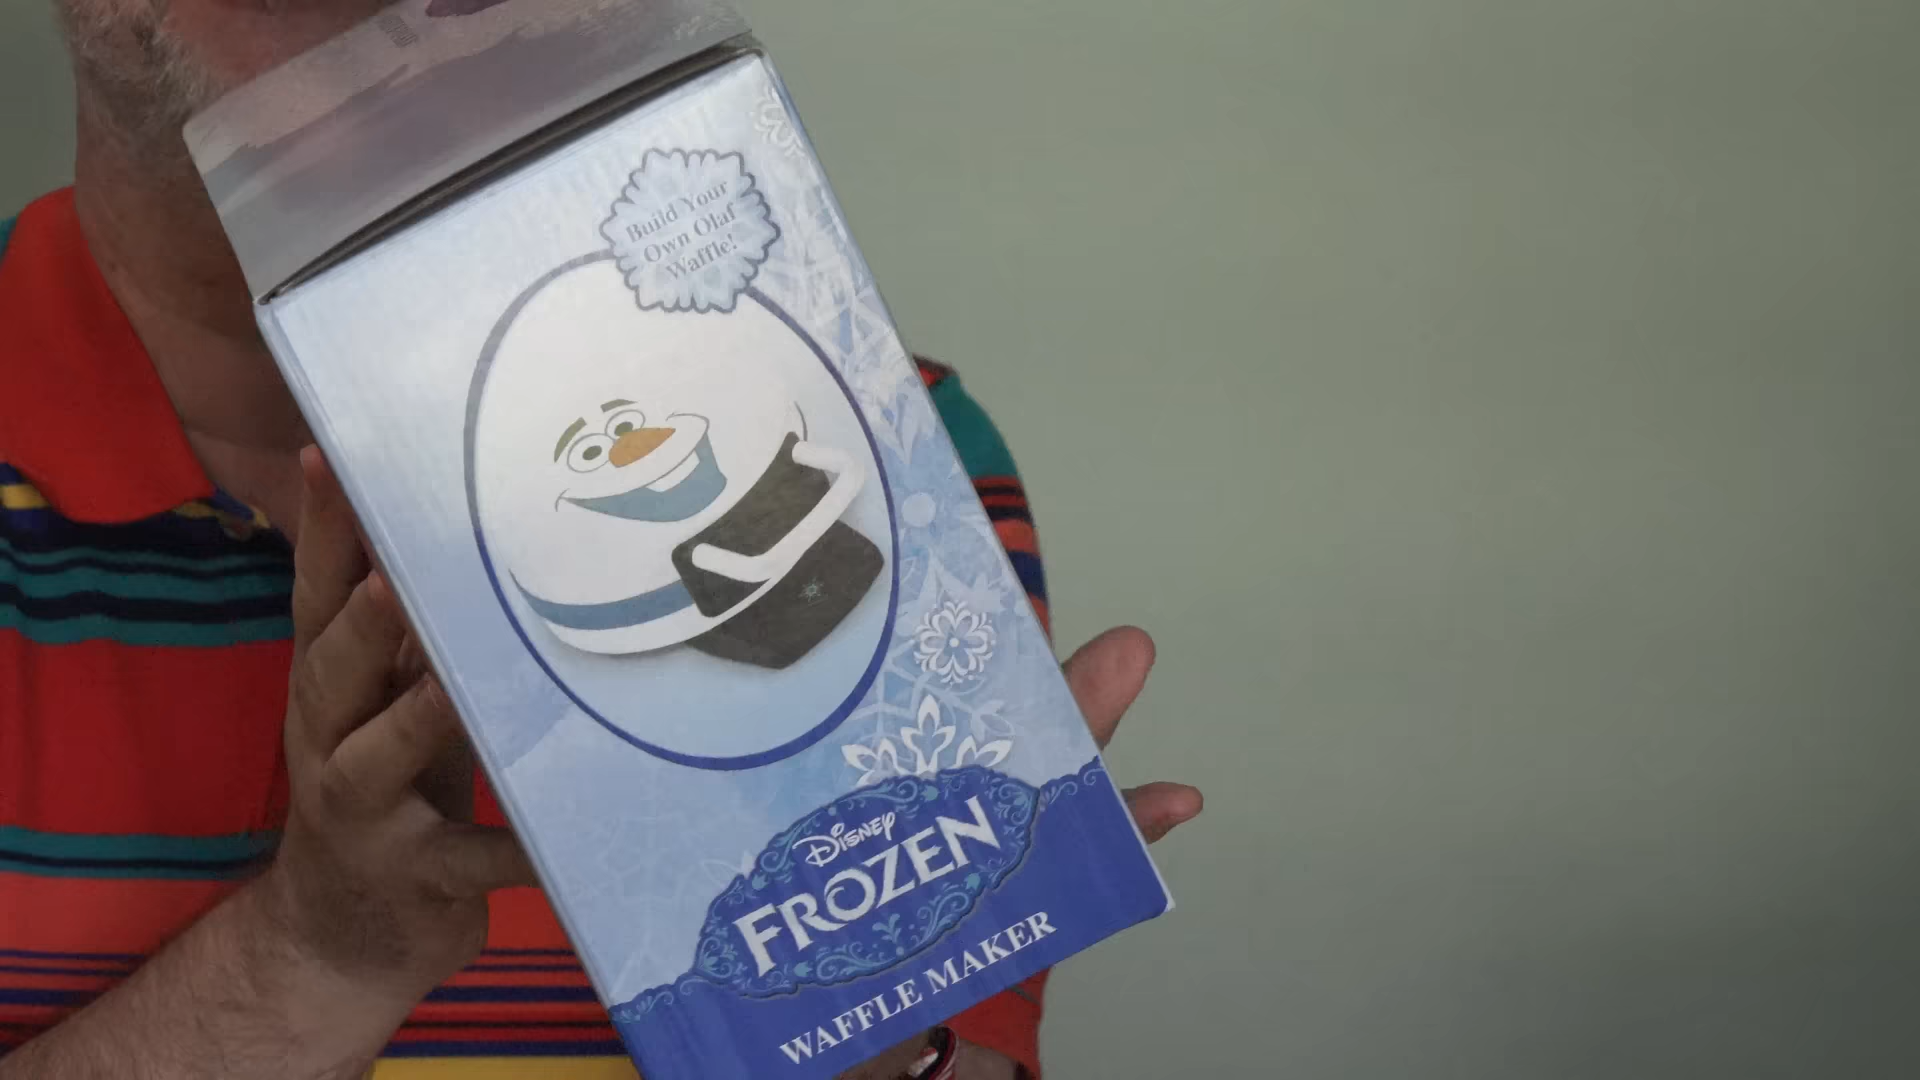 Build Your
Own Olaf
Waffle!
Disney
FROZEN
WAFFLE MAKER